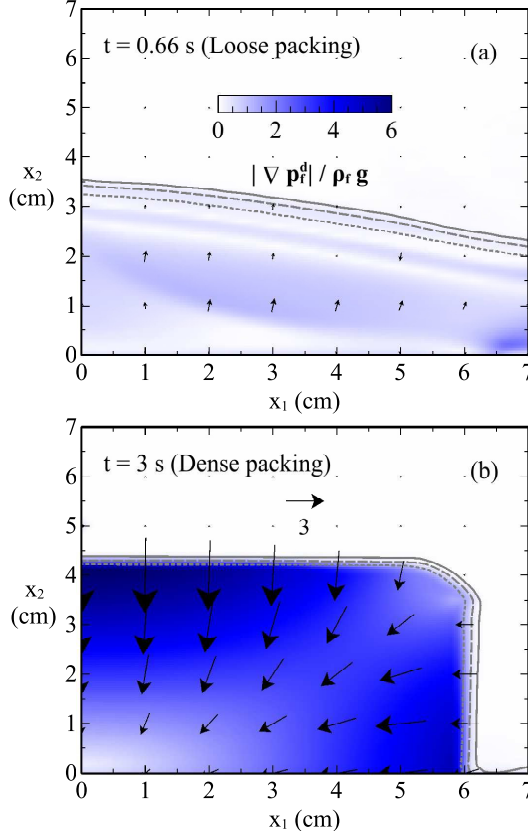 7
t = 0.66 s (Loose packing) (a)
6
5
0 2 4 6
4
x₂ | ∇ p_f^d | / ρ_f g
(cm)
3
2
1
0
0 1 2 3 4 5 6 7
x₁ (cm)
7
t = 3 s (Dense packing) (b)
6
3
5
x₂
(cm)
4
3
2
1
0
0 1 2 3 4 5 6 7
x₁ (cm)